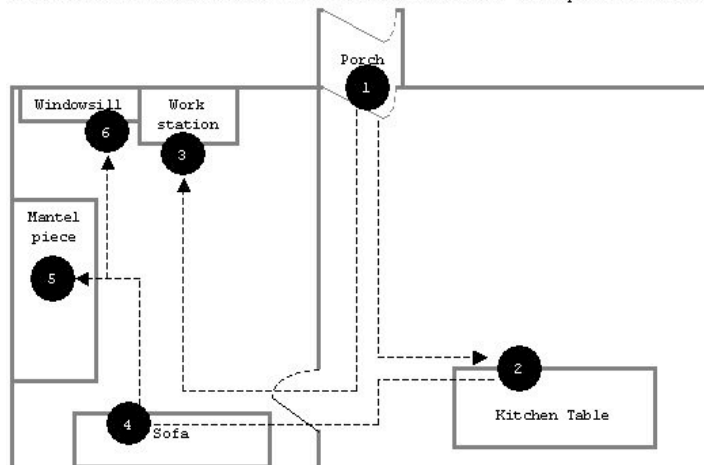 Porch
1
Windowsill
Work
station
6
3
Mantel
piece
5
2
Kitchen Table
4
Sofa